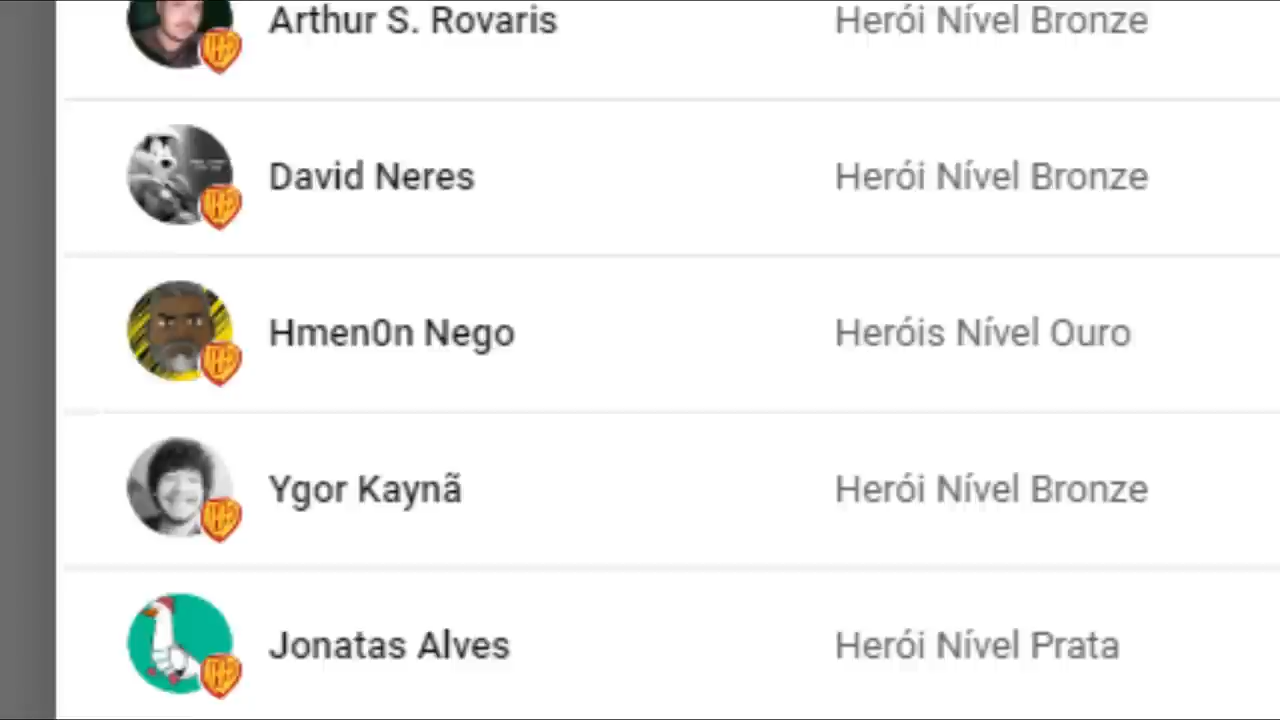 Arthur S. Rovaris Herói Nível Bronze
David Neres Herói Nível Bronze
Hmen0n Nego Heróis Nível Ouro
Ygor Kaynã Herói Nível Bronze
Jonatas Alves Herói Nível Prata